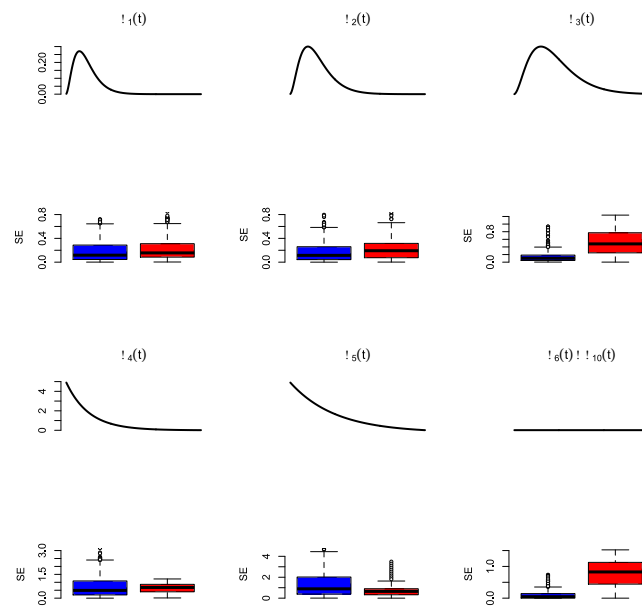 ! 1(t) ! 2(t) ! 3(t)
0.00 0.20
SE 0.0 0.4 0.8 SE 0.0 0.4 0.8 SE 0.0 0.8
! 4(t) ! 5(t) ! 6(t) ! ! 10(t)
0 2 4
SE 0.0 1.5 3.0 SE 0 2 4 SE 0.0 1.0